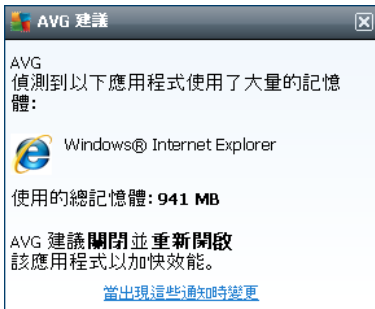 AVG 建議
AVG
偵測到以下應用程式使用了大量的記憶
體:
Windows® Internet Explorer
使用的總記憶體: 941 MB
AVG 建議關閉並重新開啟
該應用程式以加快效能。
當出現這些通知時變更